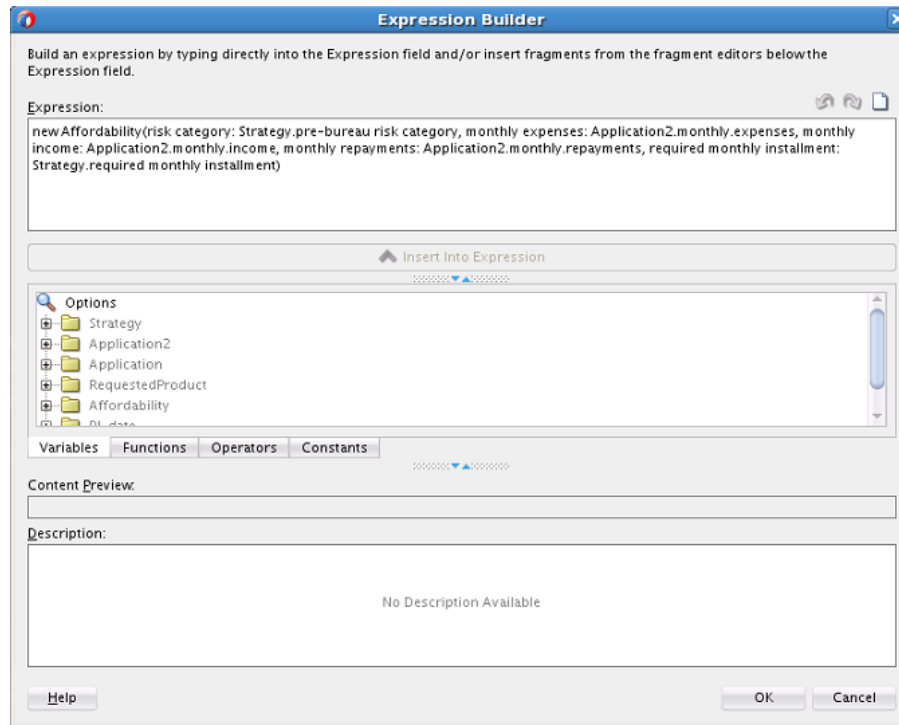 Expression Builder
Build an expression by typing directly into the Expression field and/or insert fragments from the fragment editors below the
Expression field.
Expression:
new Affordability(risk category: Strategy.pre-bureau risk category, monthly expenses: Application2.monthly.expenses, monthly
income: Application2.monthly.income, monthly repayments: Application2.monthly.repayments, required monthly installment:
Strategy.required monthly installment)
Insert Into Expression
Options
Strategy
Application2
Application
RequestedProduct
Affordability
Variables Functions Operators Constants
Content Preview:
Description:
No Description Available
Help OK Cancel